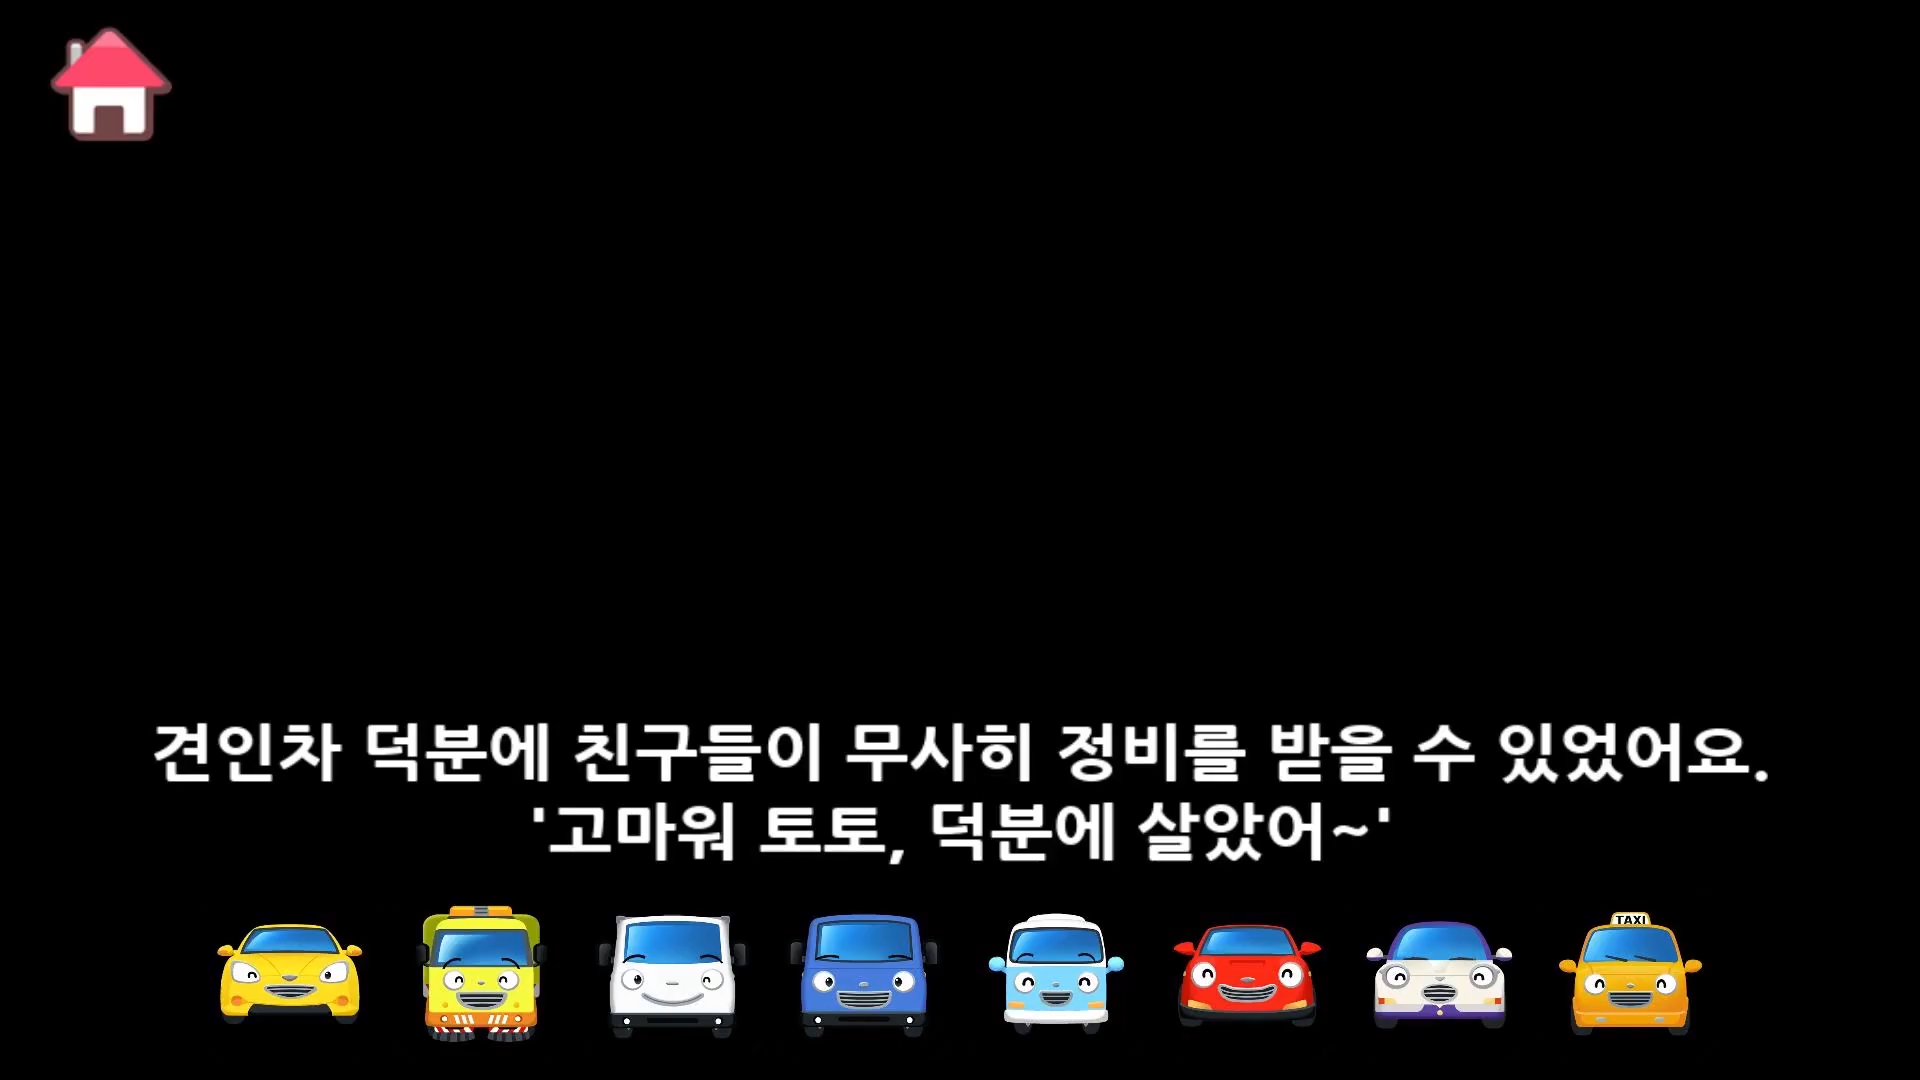 견인차 덕분에 친구들이 무사히 정비를 받을 수 있었어요.
'고마워 토토, 덕분에 살았어~'
TAXI